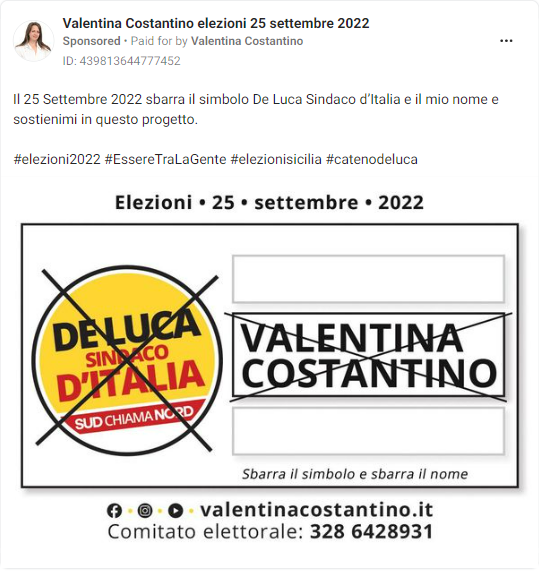 Valentina Costantino elezioni 25 settembre 2022
Sponsored • Paid for by Valentina Costantino
ID: 439813644777452
Il 25 Settembre 2022 sbarra il simbolo De Luca Sindaco d’Italia e il mio nome e
sostienimi in questo progetto.
#elezioni2022 #EssereTraLaGente #elezionisicilia #catenodeluca
Elezioni • 25 • settembre • 2022
DE LUCA
SINDACO
D'ITALIA
SUD CHIAMA NORD
VALENTINA
COSTANTINO
Sbarra il simbolo e sbarra il nome
valentinacostantino.it
Comitato elettorale: 328 6428931